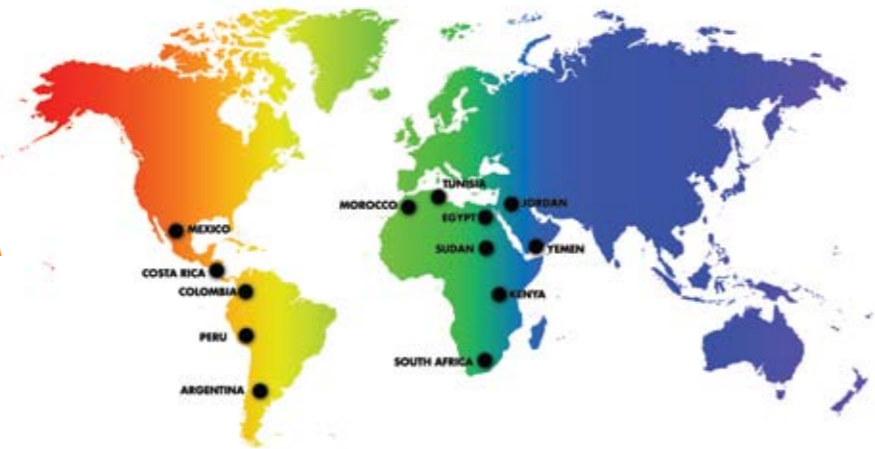 TUNISIA
MOROCCO
JORDAN
EGYPT
MEXICO
SUDAN
YEMEN
COSTA RICA
COLOMBIA
KENYA
PERU
SOUTH AFRICA
ARGENTINA